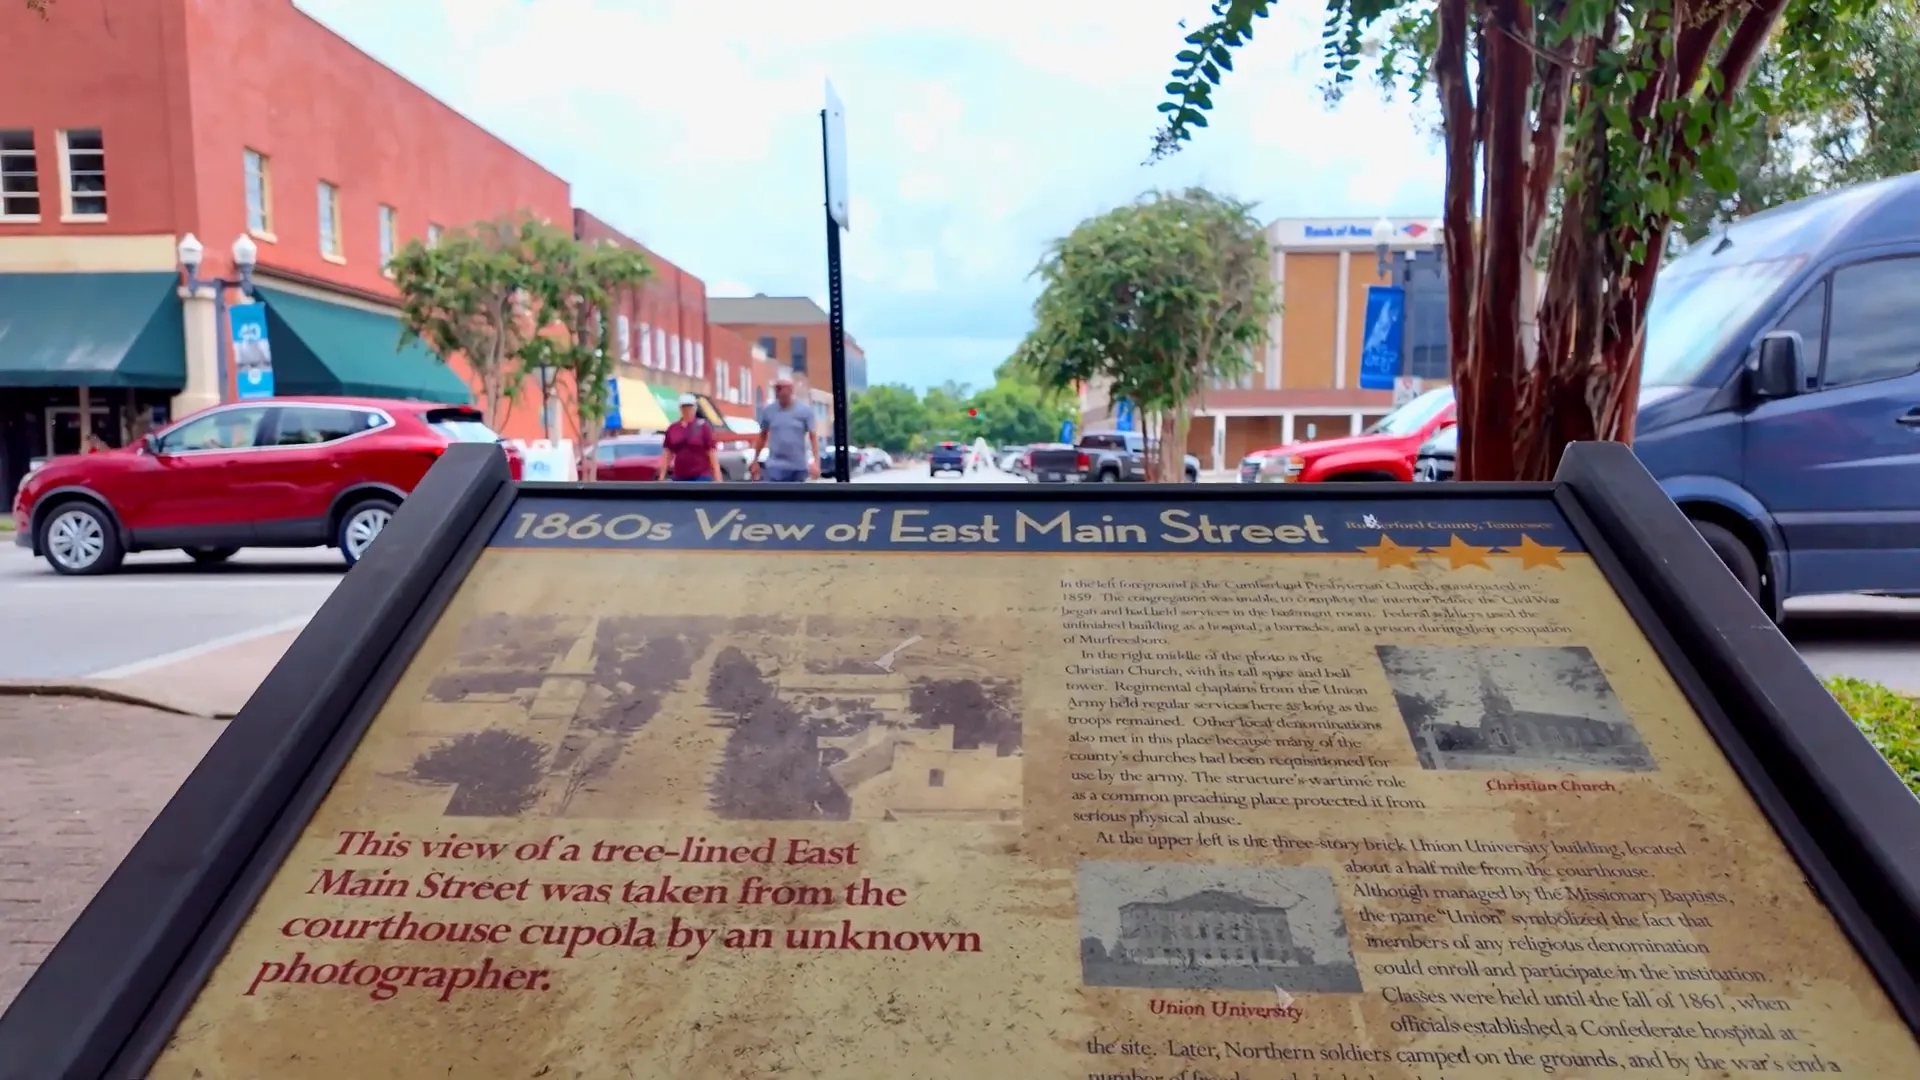 Bank of Ame
1860s View of East Main Street
Rutherford County, Tennessee
In the left foreground is the Cumberland Presbyterian Church, constructed in
1859. The congregation was unable to complete the interior before the Civil War
began and had held services in the basement room. Federal soldiers used the
unfinished building as a hospital, a barracks, and a prison during their occupation
of Murfreesboro.
In the right middle of the photo is the
Christian Church, with its tall spire and bell
tower. Regimental chaplains from the Union
Army held regular services here as long as the
troops remained. Other local denominations
also met in this place because many of the
county's churches had been requisitioned for
use by the army. The structure's wartime role
as a common preaching place protected it from
serious physical abuse.
Christian Church
At the upper left is the three-story brick Union University building, located
about a half mile from the courthouse.
Although managed by the Missionary Baptists,
the name "Union" symbolized the fact that
members of any religious denomination
could enroll and participate in the institution.
Classes were held until the fall of 1861, when
officials established a Confederate hospital at
the site. Later, Northern soldiers camped on the grounds, and by the war's end a
Union University
This view of a tree-lined East
Main Street was taken from the
courthouse cupola by an unknown
photographer.